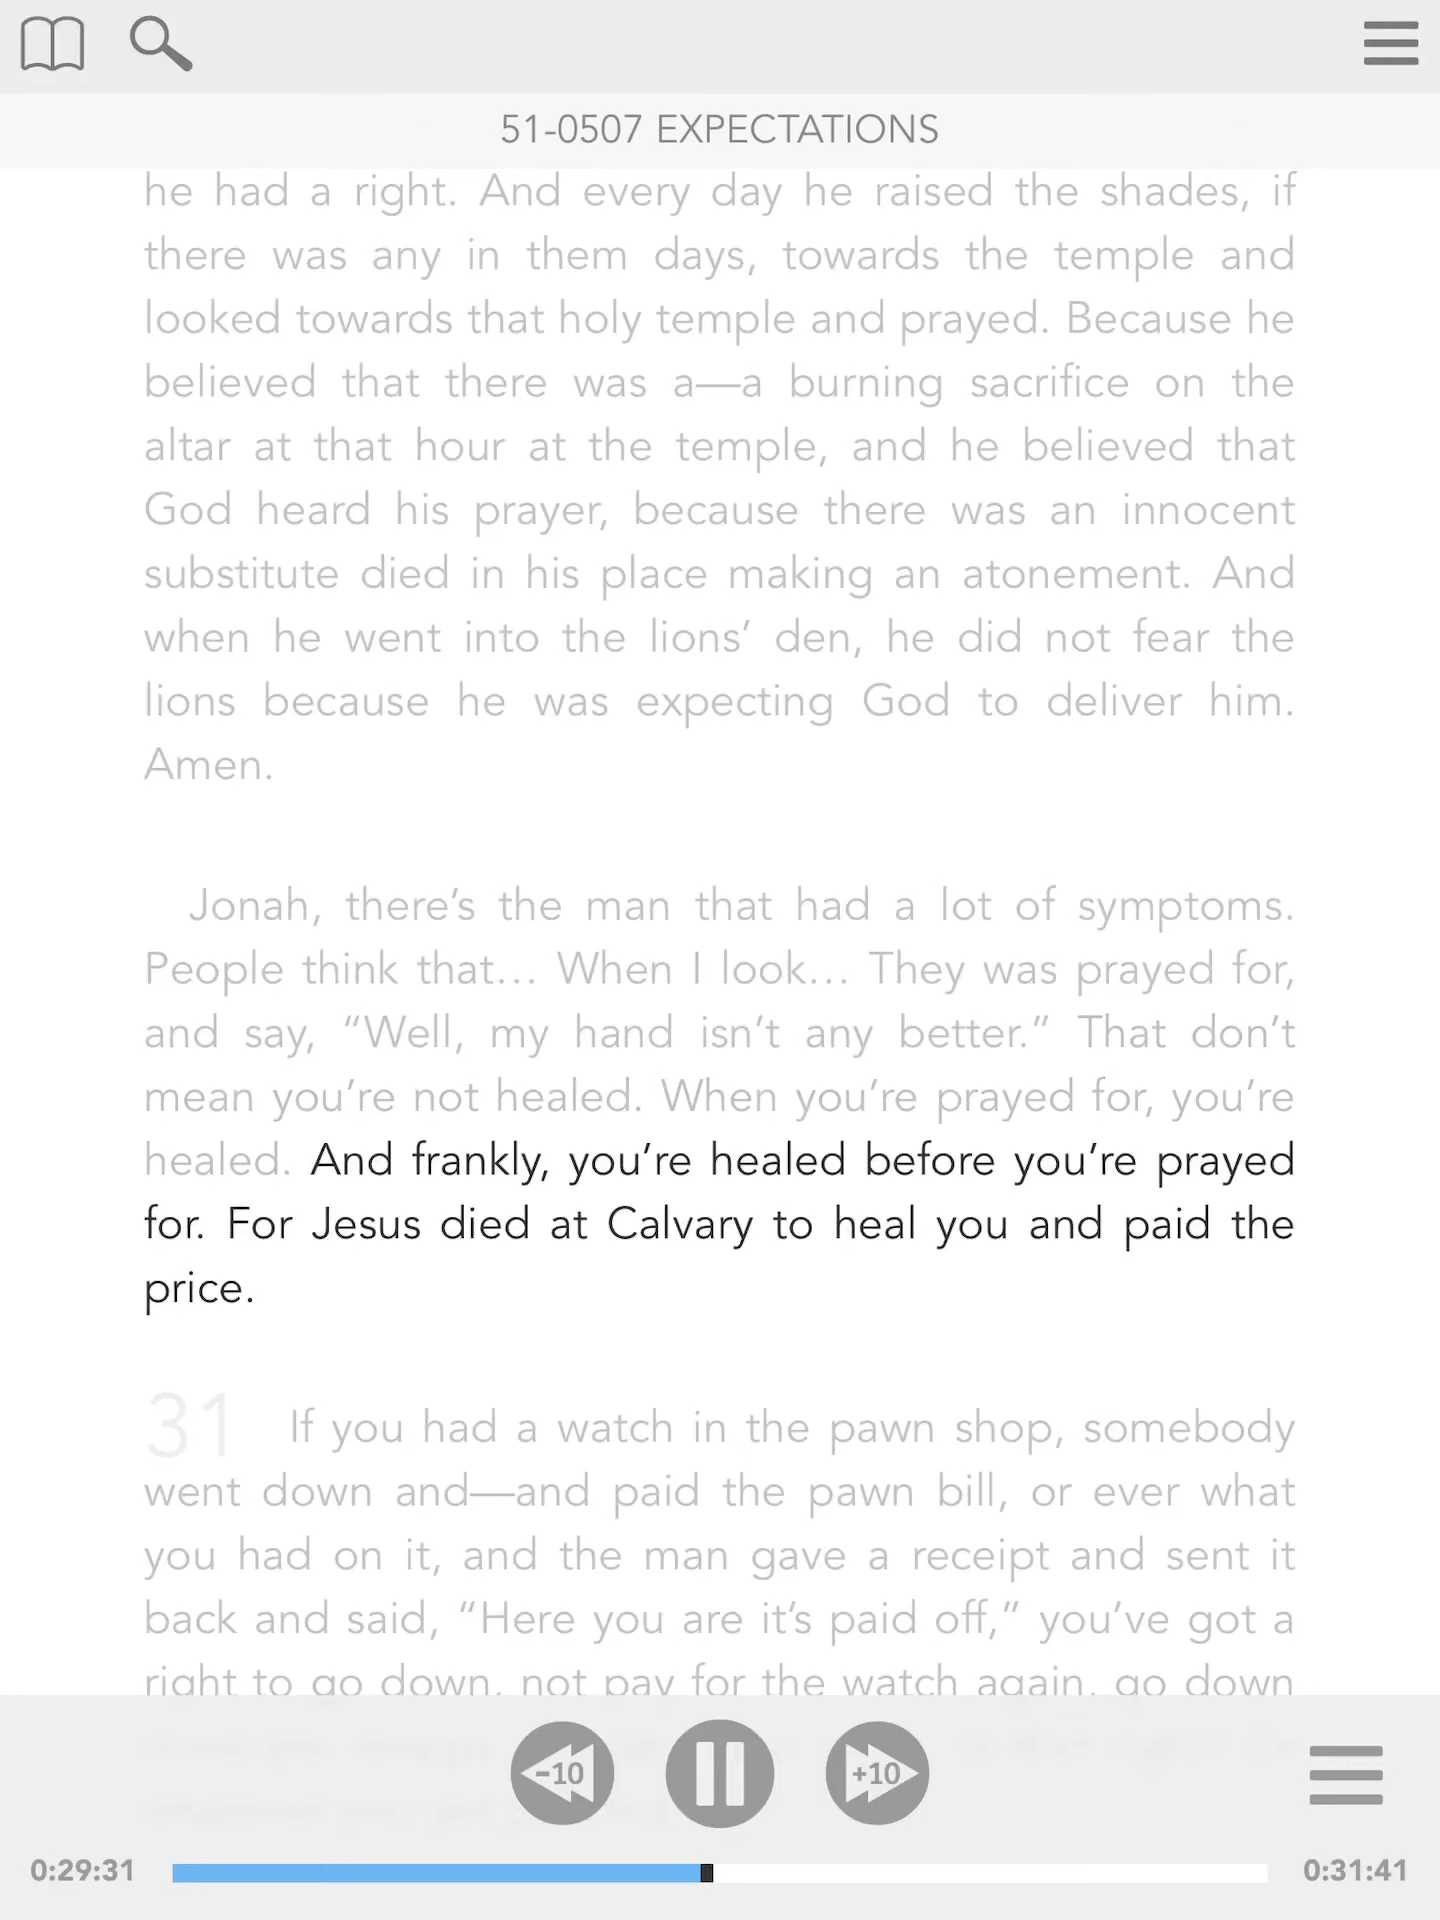 51-0507 EXPECTATIONS
he had a right. And every day he raised the shades, if
there was any in them days, towards the temple and
looked towards that holy temple and prayed. Because he
believed that there was a—a burning sacrifice on the
altar at that hour at the temple, and he believed that
God heard his prayer, because there was an innocent
substitute died in his place making an atonement. And
when he went into the lions’ den, he did not fear the
lions because he was expecting God to deliver him.
Amen.
Jonah, there’s the man that had a lot of symptoms.
People think that… When I look… They was prayed for,
and say, “Well, my hand isn’t any better.” That don’t
mean you’re not healed. When you’re prayed for, you’re
healed. And frankly, you’re healed before you’re prayed
for. For Jesus died at Calvary to heal you and paid the
price.
31 If you had a watch in the pawn shop, somebody
went down and—and paid the pawn bill, or ever what
you had on it, and the man gave a receipt and sent it
back and said, “Here you are it’s paid off,” you’ve got a
right to go down, not pay for the watch again, go down
-10 +10
0:29:31 0:31:41